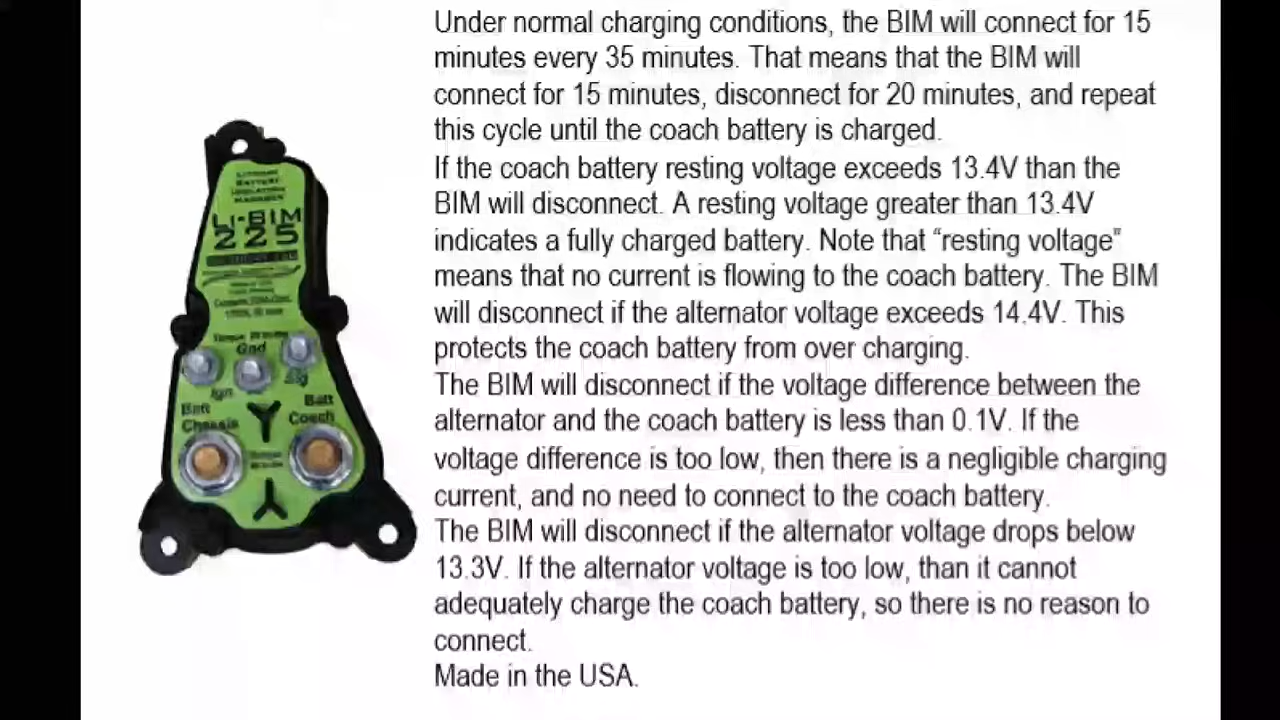 Under normal charging conditions, the BIM will connect for 15
minutes every 35 minutes. That means that the BIM will
connect for 15 minutes, disconnect for 20 minutes, and repeat
this cycle until the coach battery is charged.
If the coach battery resting voltage exceeds 13.4V than the
BIM will disconnect. A resting voltage greater than 13.4V
indicates a fully charged battery. Note that “resting voltage”
means that no current is flowing to the coach battery. The BIM
will disconnect if the alternator voltage exceeds 14.4V. This
protects the coach battery from over charging.
The BIM will disconnect if the voltage difference between the
alternator and the coach battery is less than 0.1V. If the
voltage difference is too low, then there is a negligible charging
current, and no need to connect to the coach battery.
The BIM will disconnect if the alternator voltage drops below
13.3V. If the alternator voltage is too low, than it cannot
adequately charge the coach battery, so there is no reason to
connect.
Made in the USA.
LITHIUM
BATTERY
ISOLATION
MANAGER
LI-BIM
225
Gnd
Ign
Sig
Batt
Chassis
Batt
Coach